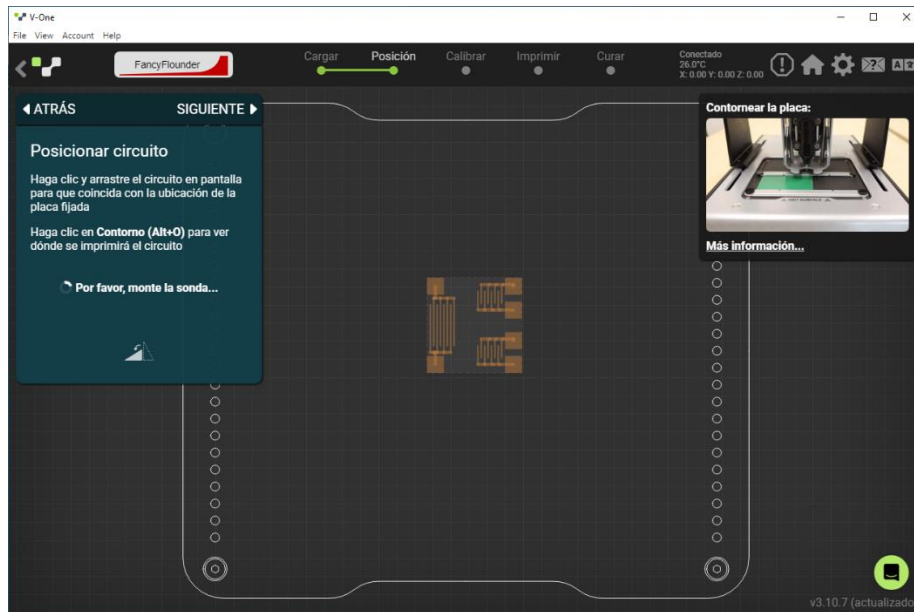 V-One
File View Account Help
FancyFlounder
Cargar Posición Calibrar Imprimir Curar
Conectado
26.0°C
X: 0.00 Y: 0.00 Z: 0.00
ATRÁS SIGUIENTE
Posicionar circuito
Haga clic y arrastre el circuito en pantalla
para que coincida con la ubicación de la
placa fijada
Haga clic en Contorno (Alt+O) para ver
dónde se imprimirá el circuito
Por favor, monte la sonda...
Contornear la placa:
Más información...
v3.10.7 (actualizado